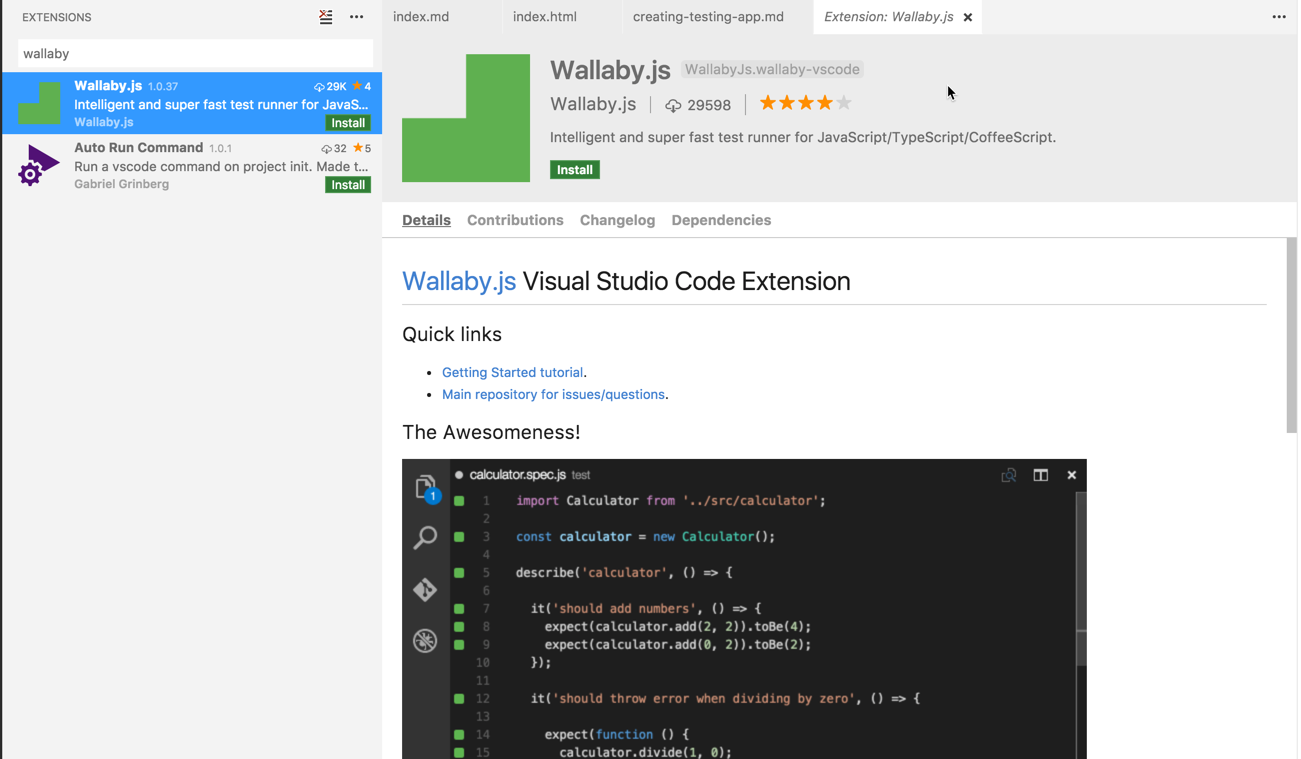 EXTENSIONS
wallaby
Wallaby.js 1.0.37 29K 4
Intelligent and super fast test runner for JavaS...
Wallaby.js Install
Auto Run Command 1.0.1 32 5
Run a vscode command on project init. Made t...
Gabriel Grinberg Install
index.md index.html creating-testing-app.md Extension: Wallaby.js
Wallaby.js WallabyJs.wallaby-vscode
Wallaby.js 29598
Intelligent and super fast test runner for JavaScript/TypeScript/CoffeeScript.
Install
Details Contributions Changelog Dependencies
Wallaby.js Visual Studio Code Extension
Quick links
• Getting Started tutorial.
• Main repository for issues/questions.
The Awesomeness!
calculator.spec.js test
1
1 import Calculator from '../src/calculator';
2
3 const calculator = new Calculator();
4
5 describe('calculator', () => {
6
7 it('should add numbers', () => {
8 expect(calculator.add(2, 2)).toBe(4);
9 expect(calculator.add(0, 2)).toBe(2);
10 });
11
12 it('should throw error when dividing by zero', () => {
13
14 expect(function () {
15 calculator.divide(1, 0);